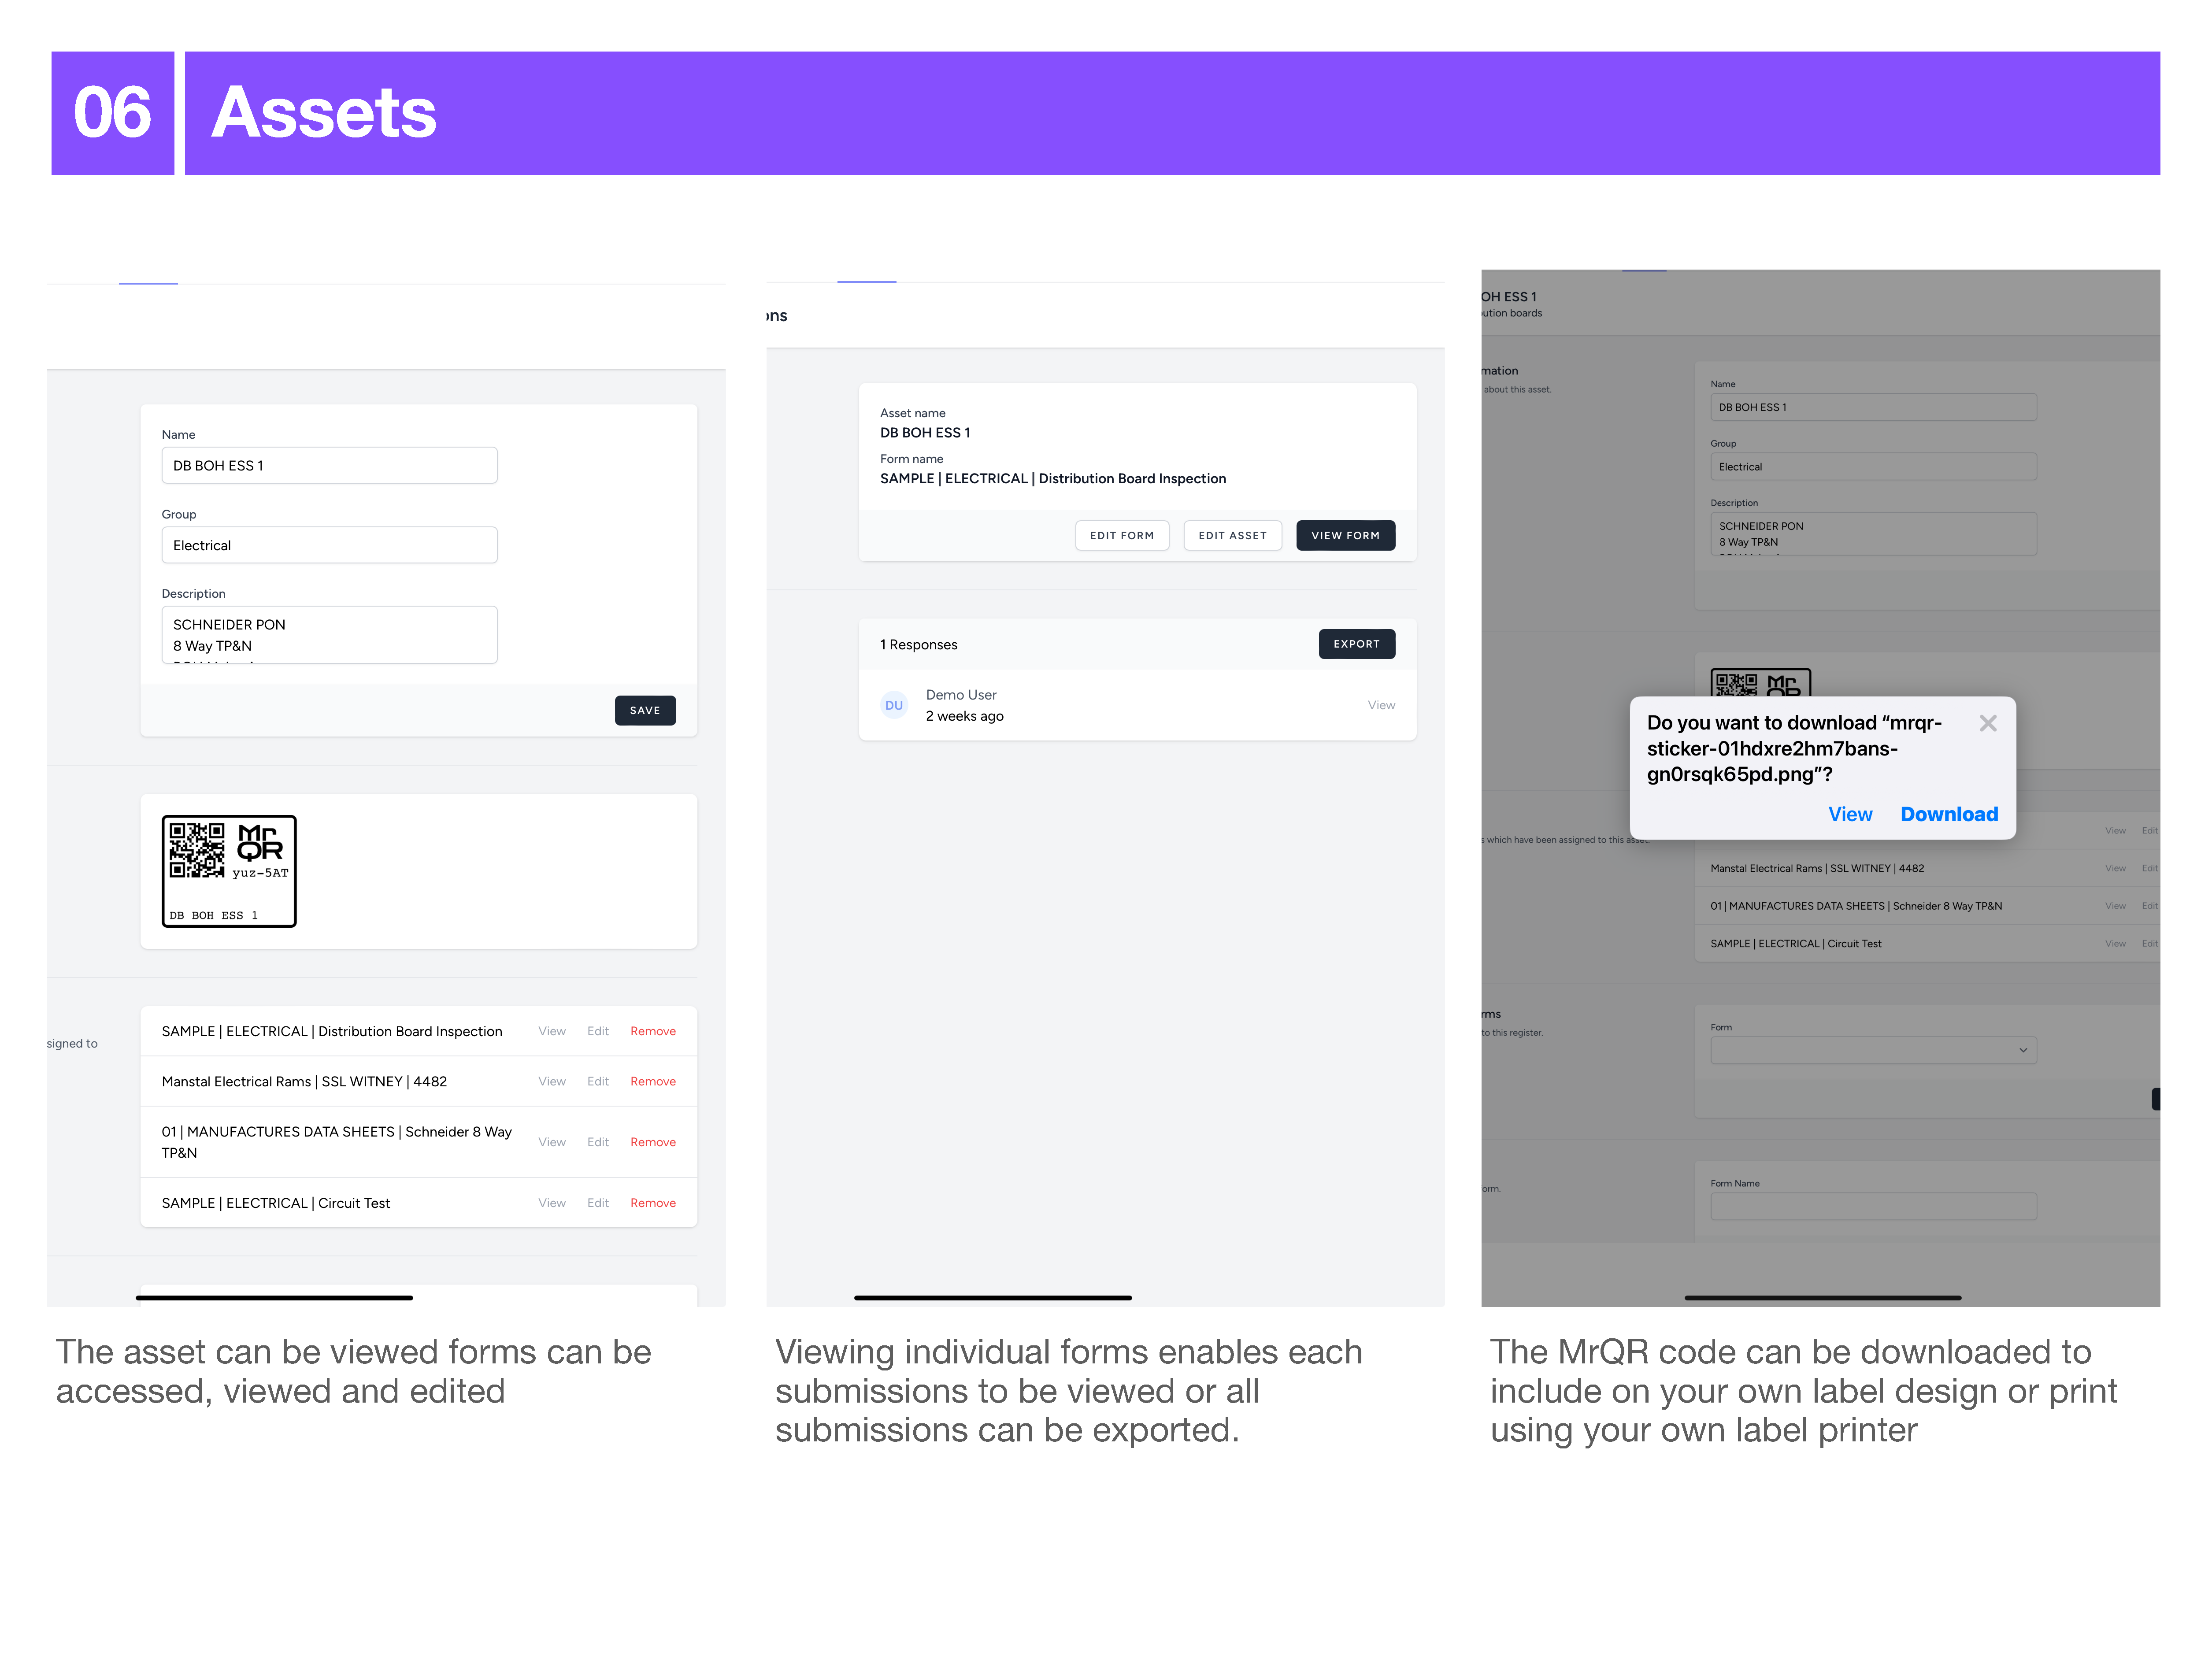 06 Assets
Name
DB BOH ESS 1
Group
Electrical
Description
SCHNEIDER PON
8 Way TP&N
SAVE
Mr
QR
yuz-5AT
DB BOH ESS 1
signed to
SAMPLE | ELECTRICAL | Distribution Board Inspection View Edit Remove
Manstal Electrical Rams | SSL WITNEY | 4482 View Edit Remove
01 | MANUFACTURES DATA SHEETS | Schneider 8 Way
TP&N View Edit Remove
SAMPLE | ELECTRICAL | Circuit Test View Edit Remove
The asset can be viewed forms can be
accessed, viewed and edited
ons
Asset name
DB BOH ESS 1
Form name
SAMPLE | ELECTRICAL | Distribution Board Inspection
EDIT FORM EDIT ASSET VIEW FORM
1 Responses EXPORT
DU Demo User
2 weeks ago View
Viewing individual forms enables each
submissions to be viewed or all
submissions can be exported.
OH ESS 1
ution boards
mation
about this asset.
Name
DB BOH ESS 1
Group
Electrical
Description
SCHNEIDER PON
8 Way TP&N
Mr
QR
Do you want to download “mrqr-
sticker-01hdxre2hm7bans-
gn0rsqk65pd.png”?
View Download
s which have been assigned to this asset.
View Edit
Manstal Electrical Rams | SSL WITNEY | 4482 View Edit
01 | MANUFACTURES DATA SHEETS | Schneider 8 Way TP&N View Edit
SAMPLE | ELECTRICAL | Circuit Test View Edit
rms
to this register.
Form
orm.
Form Name
The MrQR code can be downloaded to
include on your own label design or print
using your own label printer